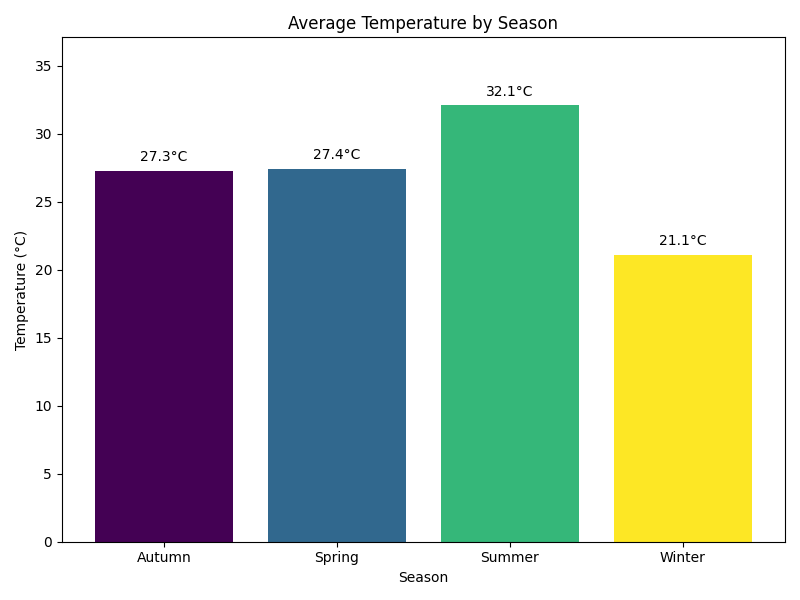 Average Temperature by Season
Temperature (°C)
35
30
25
20
15
10
5
0
27.3°C
27.4°C
32.1°C
21.1°C
Autumn
Spring
Summer
Winter
Season